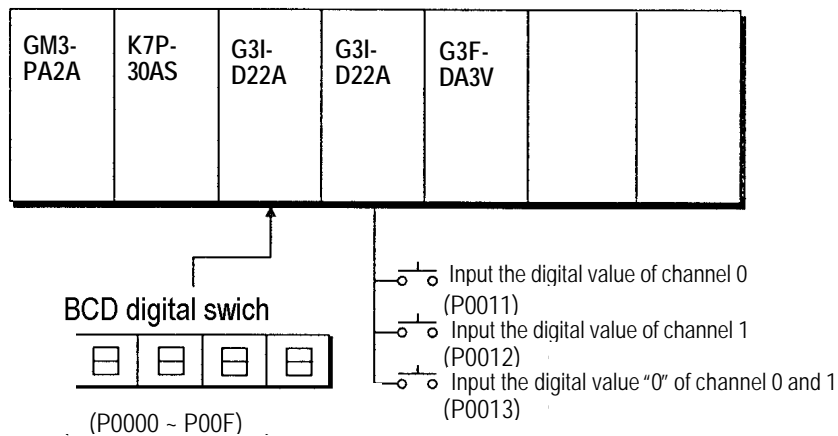 GM3-
PA2A
K7P-
30AS
G3I-
D22A
G3I-
D22A
G3F-
DA3V
Input the digital value of channel 0
(P0011)
BCD digital swich
Input the digital value of channel 1
(P0012)
Input the digital value “0” of channel 0 and 1
(P0013)
(P0000 ~ P00F)